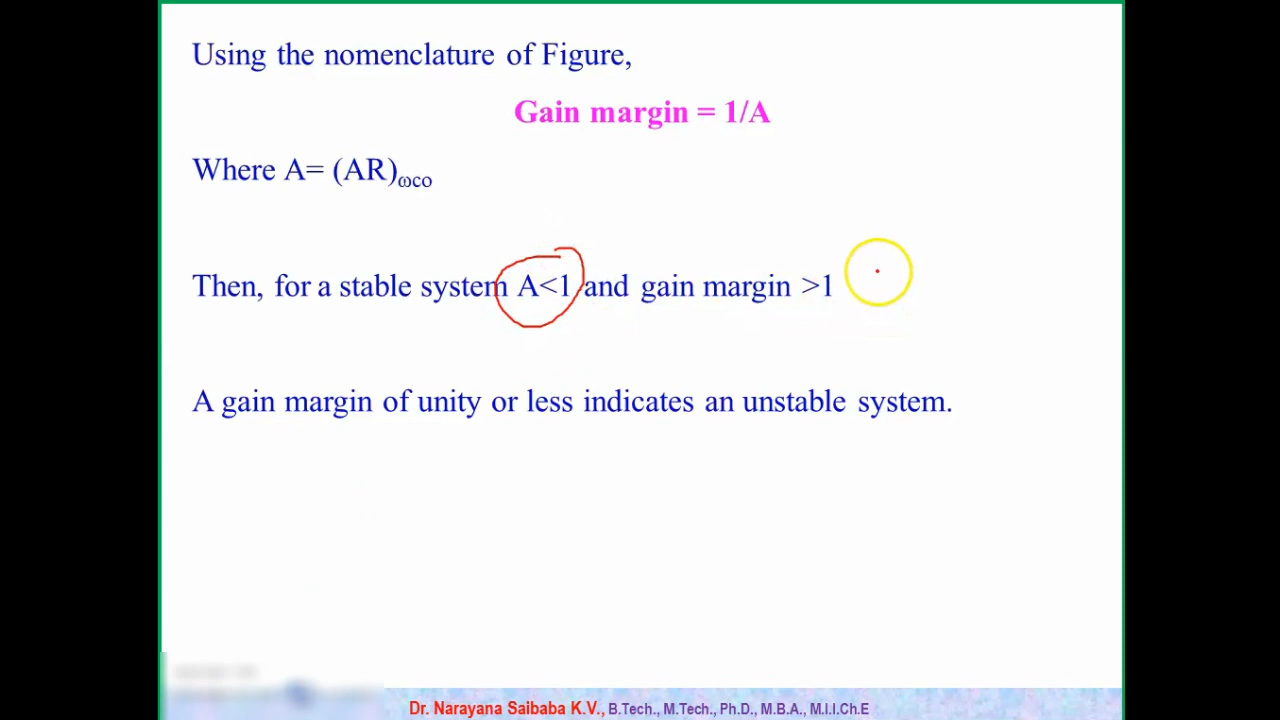 Using the nomenclature of Figure,
Gain margin = 1/A
Where A= (AR)ωco
Then, for a stable system A<1 and gain margin >1
A gain margin of unity or less indicates an unstable system.
Dr. Narayana Saibaba K.V., B.Tech., M.Tech., Ph.D., M.B.A., M.I.I.Ch.E